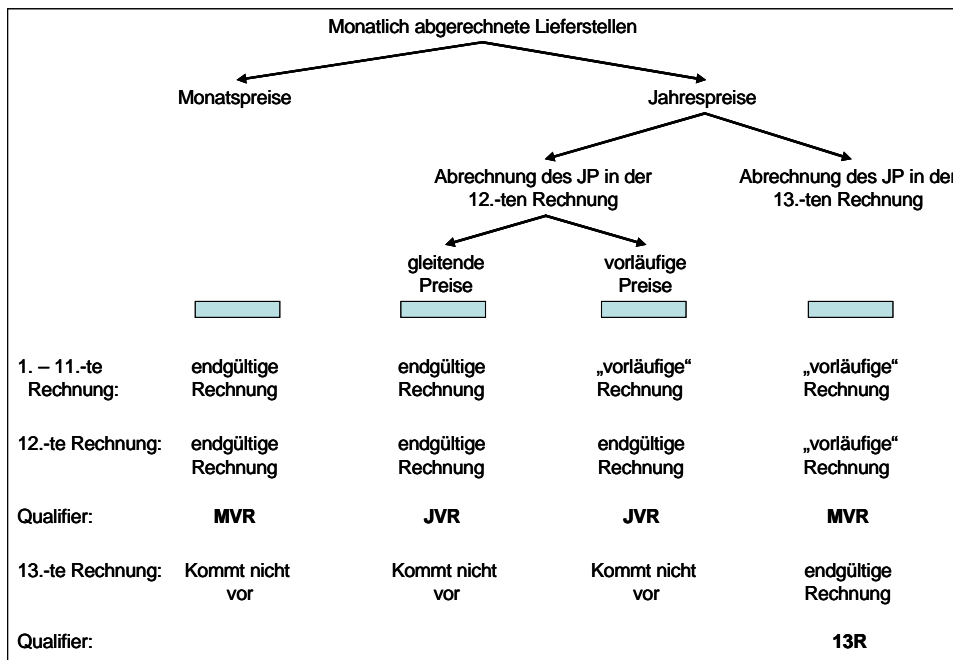 Monatlich abgerechnete Lieferstellen
Monatspreise Jahrespreise
Abrechnung des JP in der Abrechnung des JP in der
12.-ten Rechnung 13.-ten Rechnung
gleitende vorläufige
Preise Preise
1. – 11.-te endgültige endgültige „vorläufige“ „vorläufige“
Rechnung: Rechnung Rechnung Rechnung Rechnung
12.-te Rechnung: endgültige endgültige endgültige „vorläufige“
Rechnung Rechnung Rechnung Rechnung
Qualifier: MVR JVR JVR MVR
13.-te Rechnung: Kommt nicht Kommt nicht Kommt nicht endgültige
vor vor vor Rechnung
Qualifier: 13R